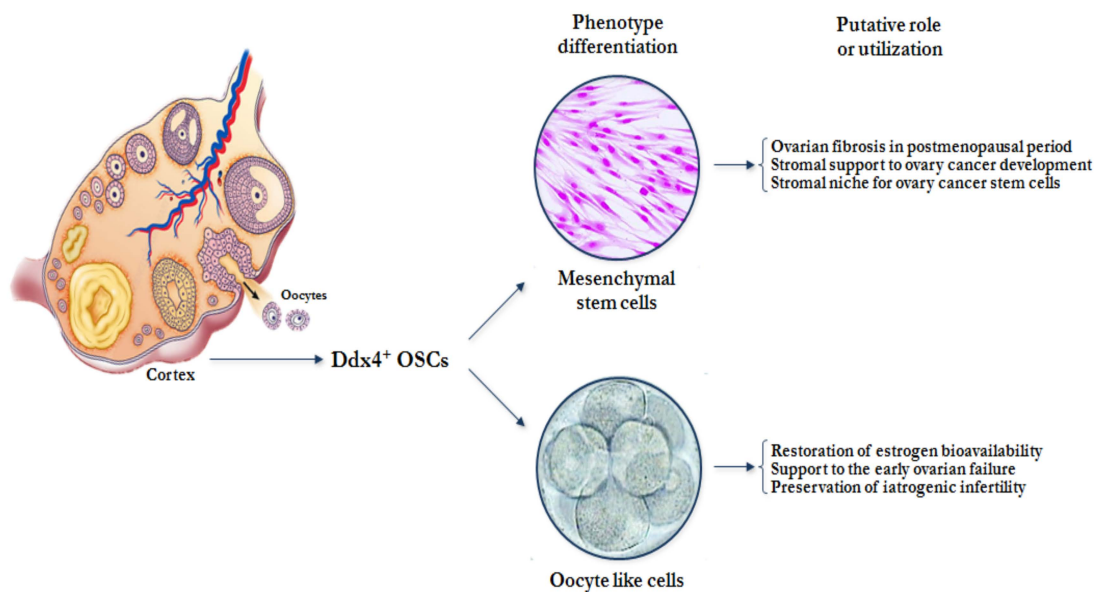 Phenotype
differentiation
Putative role
or utilization
Ovarian fibrosis in postmenopausal period
Stromal support to ovary cancer development
Stromal niche for ovary cancer stem cells
Mesenchymal
stem cells
Oocytes
Cortex
Ddx4⁺ OSCs
Restoration of estrogen bioavailability
Support to the early ovarian failure
Preservation of iatrogenic infertility
Oocyte like cells